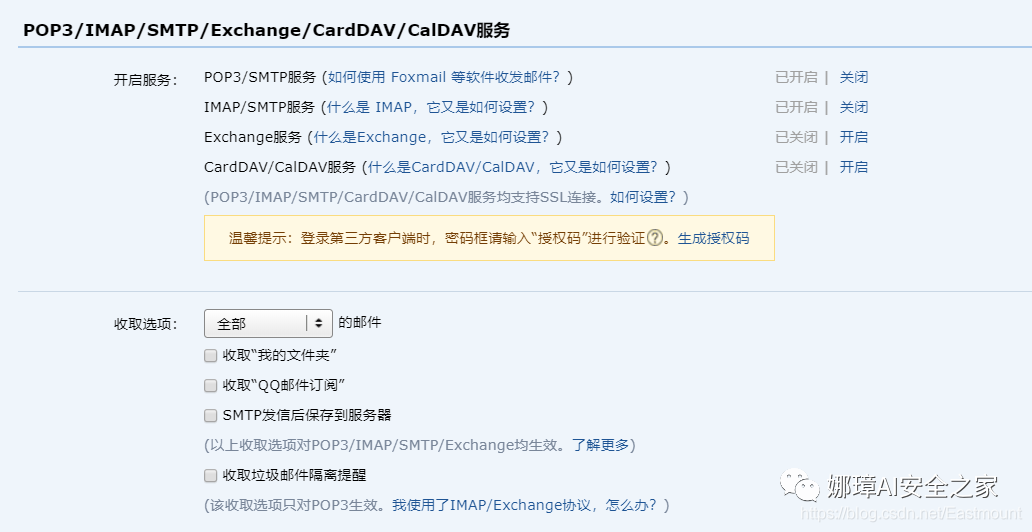 POP3/IMAP/SMTP/Exchange/CardDAV/CalDAV服务
开启服务： POP3/SMTP服务 (如何使用 Foxmail 等软件收发邮件？) 已开启 | 关闭
IMAP/SMTP服务 (什么是 IMAP，它又是如何设置？) 已开启 | 关闭
Exchange服务 (什么是Exchange，它又是如何设置？) 已关闭 | 开启
CardDAV/CalDAV服务 (什么是CardDAV/CalDAV，它又是如何设置？) 已关闭 | 开启
(POP3/IMAP/SMTP/CardDAV/CalDAV服务均支持SSL连接。如何设置？)
温馨提示：登录第三方客户端时，密码框请输入“授权码”进行验证?。生成授权码
收取选项： 全部 的邮件
收取“我的文件夹”
收取“QQ邮件订阅”
SMTP发信后保存到服务器
(以上收取选项对POP3/IMAP/SMTP/Exchange均生效。了解更多)
收取垃圾邮件隔离提醒
(该收取选项只对POP3生效。我使用了IMAP/Exchange协议，怎么办？)
娜璋AI安全之家
https://blog.csdn.net/Eastmount